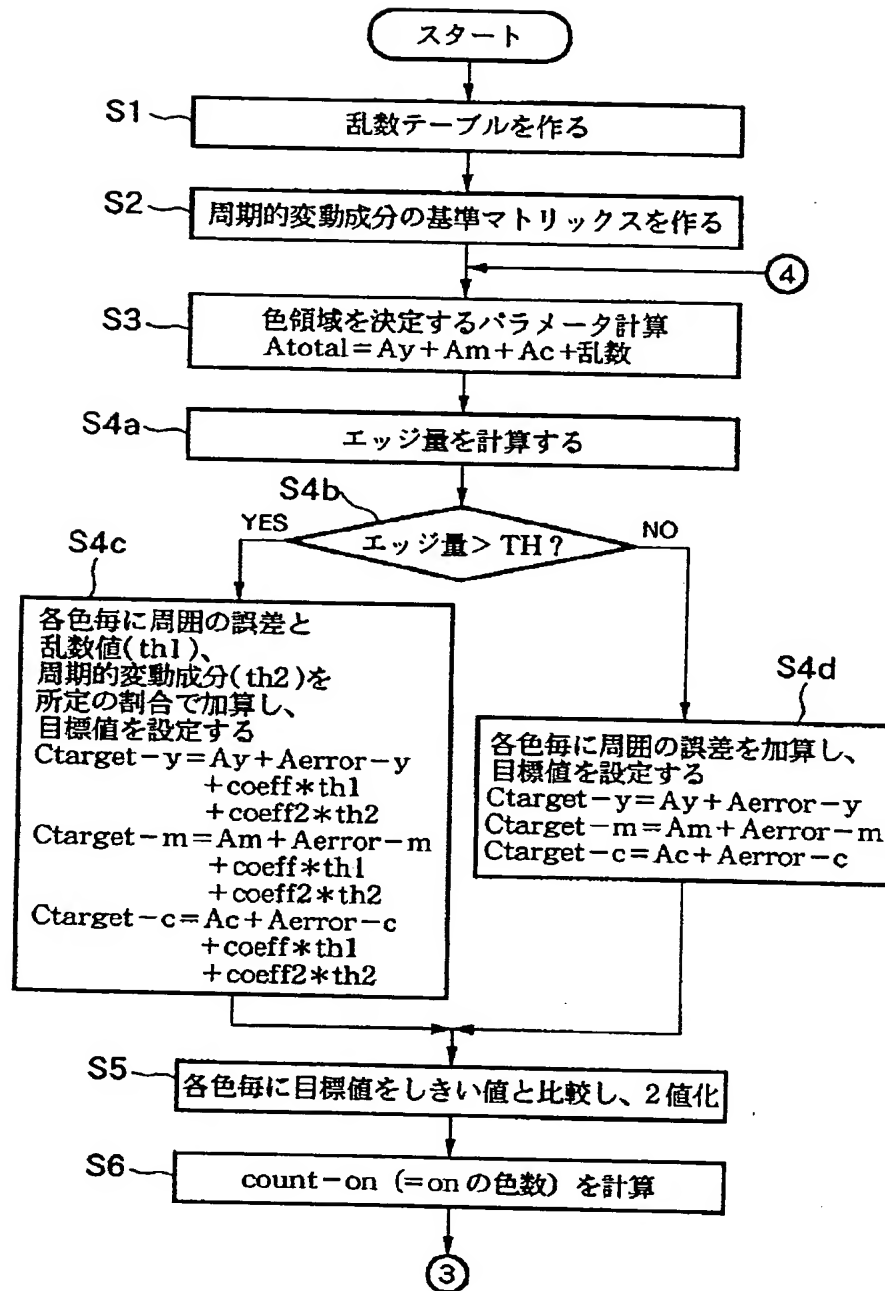 スタート
S1
乱数テーブルを作る
S2
周期的変動成分の基準マトリックスを作る
4
S3
色領域を決定するパラメータ計算
Atotal=Ay+Am+Ac+乱数
S4a
エッジ量を計算する
S4b
YES
エッジ量>TH?
NO
S4c
各色毎に周囲の誤差と
乱数値(th1)、
周期的変動成分(th2)を
所定の割合で加算し、
目標値を設定する
Ctarget-y=Ay+Aerror-y
+coeff*th1
+coeff2*th2
Ctarget-m=Am+Aerror-m
+coeff*th1
+coeff2*th2
Ctarget-c=Ac+Aerror-c
+coeff*th1
+coeff2*th2
S4d
各色毎に周囲の誤差を加算し、
目標値を設定する
Ctarget-y=Ay+Aerror-y
Ctarget-m=Am+Aerror-m
Ctarget-c=Ac+Aerror-c
S5
各色毎に目標値をしきい値と比較し、2値化
S6
count-on (=onの色数) を計算
3